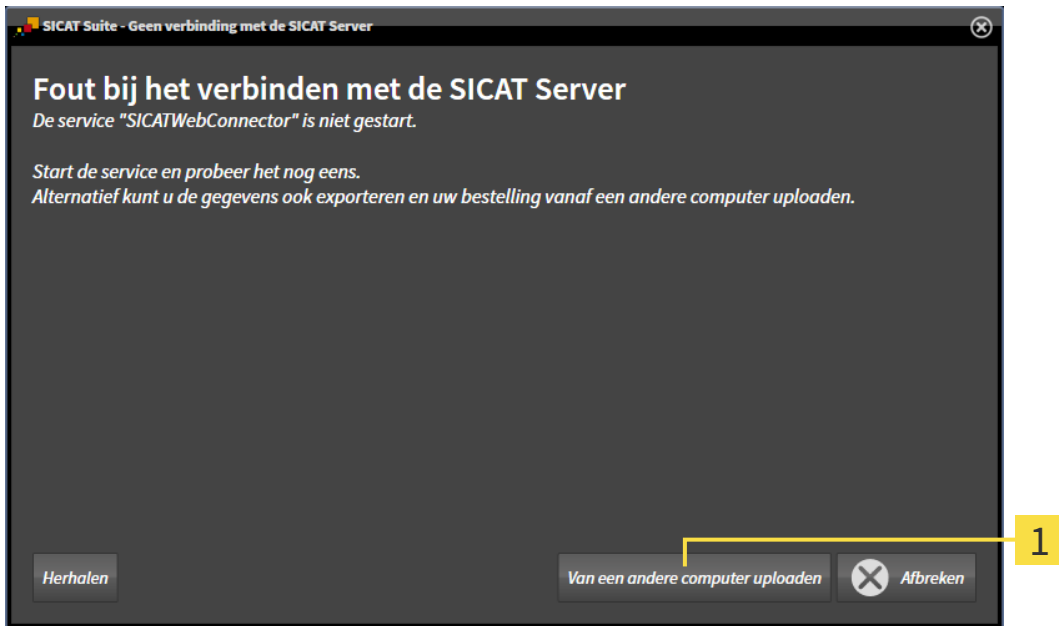 SICAT Suite - Geen verbinding met de SICAT Server
Fout bij het verbinden met de SICAT Server
De service "SICATWebConnector" is niet gestart.
Start de service en probeer het nog eens.
Alternatief kunt u de gegevens ook exporteren en uw bestelling vanaf een andere computer uploaden.
1
Herhalen
Van een andere computer uploaden
Afbreken